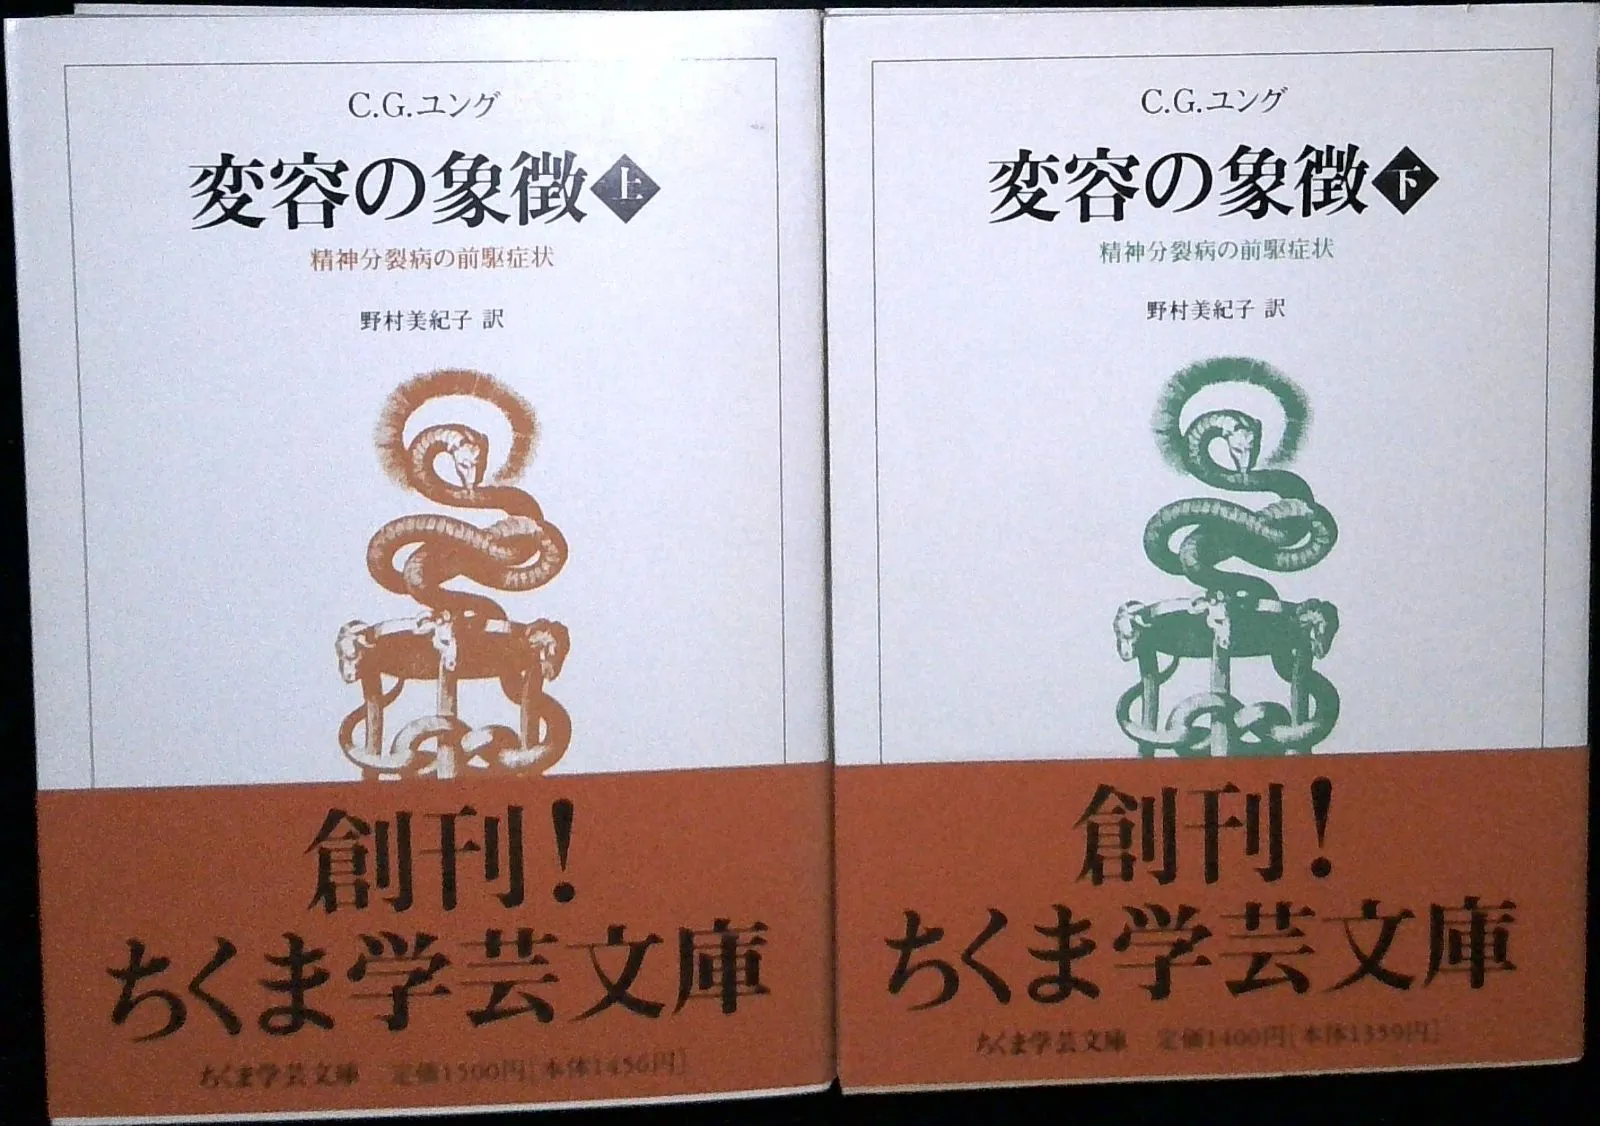 C.G.ユング
変容の象徴 上
精神分裂病の前駆症状
野村美紀子 訳
創刊!
ちくま学芸文庫
ちくま学芸文庫 定価1500円[本体1456円]
C.G.ユング
変容の象徴 下
精神分裂病の前駆症状
野村美紀子 訳
創刊!
ちくま学芸文庫
ちくま学芸文庫 定価1400円[本体1359円]